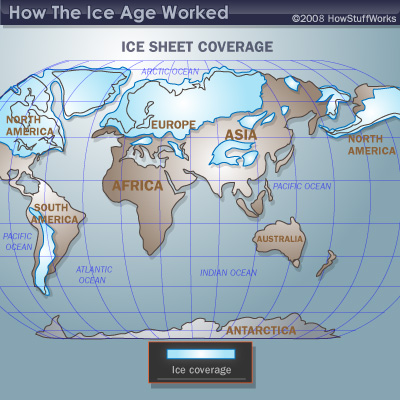 How The Ice Age Worked
©2008 HowStuffWorks
ICE SHEET COVERAGE
ARCTIC OCEAN
NORTH
AMERICA
EUROPE
ASIA
NORTH
AMERICA
AFRICA
PACIFIC OCEAN
SOUTH
AMERICA
PACIFIC
OCEAN
AUSTRALIA
ATLANTIC
OCEAN
INDIAN OCEAN
ANTARCTICA
Ice coverage